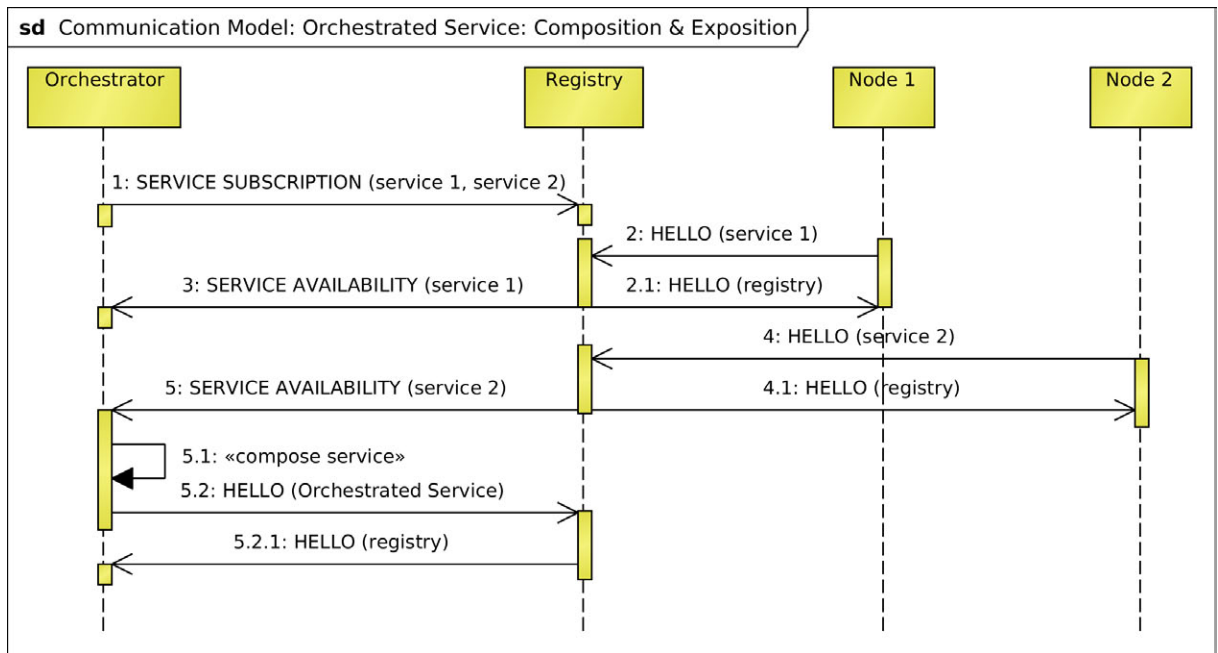 sd Communication Model: Orchestrated Service: Composition & Exposition
Orchestrator
Registry
Node 1
Node 2
1: SERVICE SUBSCRIPTION (service 1, service 2)
2: HELLO (service 1)
3: SERVICE AVAILABILITY (service 1)
2.1: HELLO (registry)
4: HELLO (service 2)
5: SERVICE AVAILABILITY (service 2)
4.1: HELLO (registry)
5.1: «compose service»
5.2: HELLO (Orchestrated Service)
5.2.1: HELLO (registry)